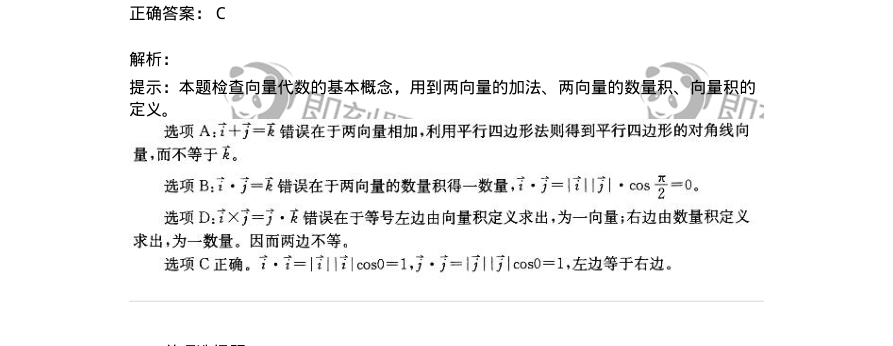 正确答案： C
解析：
提示：本题检查向量代数的基本概念，用到两向量的加法、两向量的数量积、向量积的
定义。
选项 A:i⃗+j⃗=k⃗ 错误在于两向量相加,利用平行四边形法则得到平行四边形的对角线向
量,而不等于 k⃗。
选项 B:i⃗·j⃗=k⃗ 错误在于两向量的数量积得一数量,i⃗·j⃗=|i⃗||j⃗|·cos π/2=0。
选项 D:i⃗×j⃗=j⃗·k⃗ 错误在于等号左边由向量积定义求出,为一向量;右边由数量积定义
求出,为一数量。因而两边不等。
选项 C 正确。i⃗·i⃗=|i⃗||i⃗|cos0=1,j⃗·j⃗=|j⃗||j⃗|cos0=1,左边等于右边。